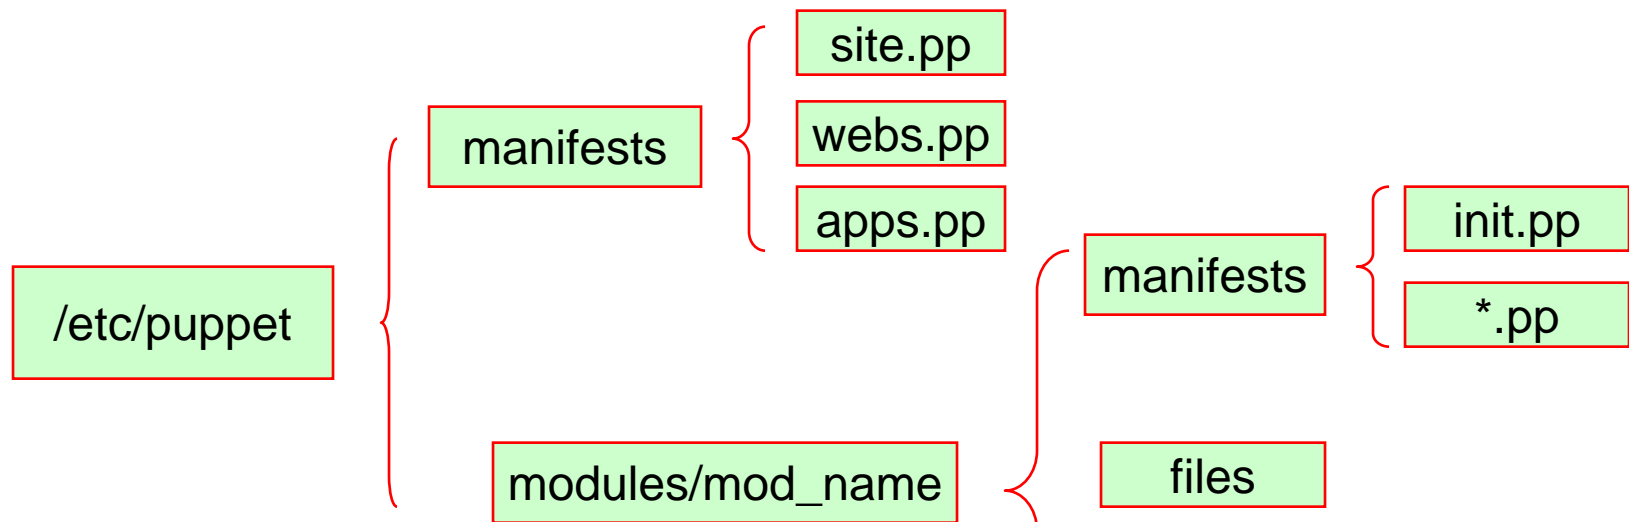 site.pp
manifests
webs.pp
apps.pp
init.pp
manifests
/etc/puppet
*.pp
modules/mod_name
files